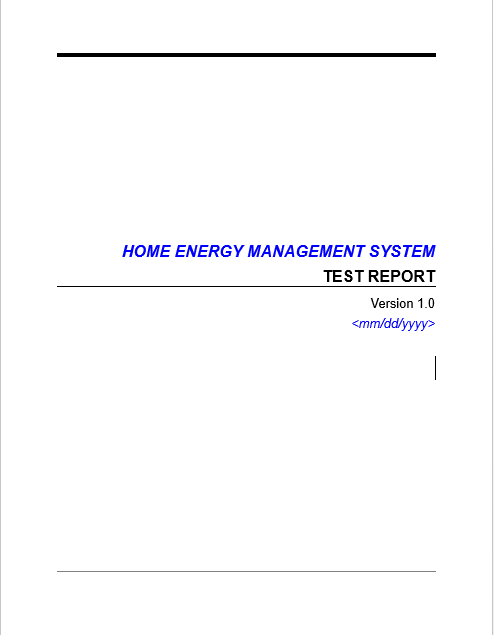 HOME ENERGY MANAGEMENT SYSTEM
TEST REPORT
Version 1.0
<mm/dd/yyyy>